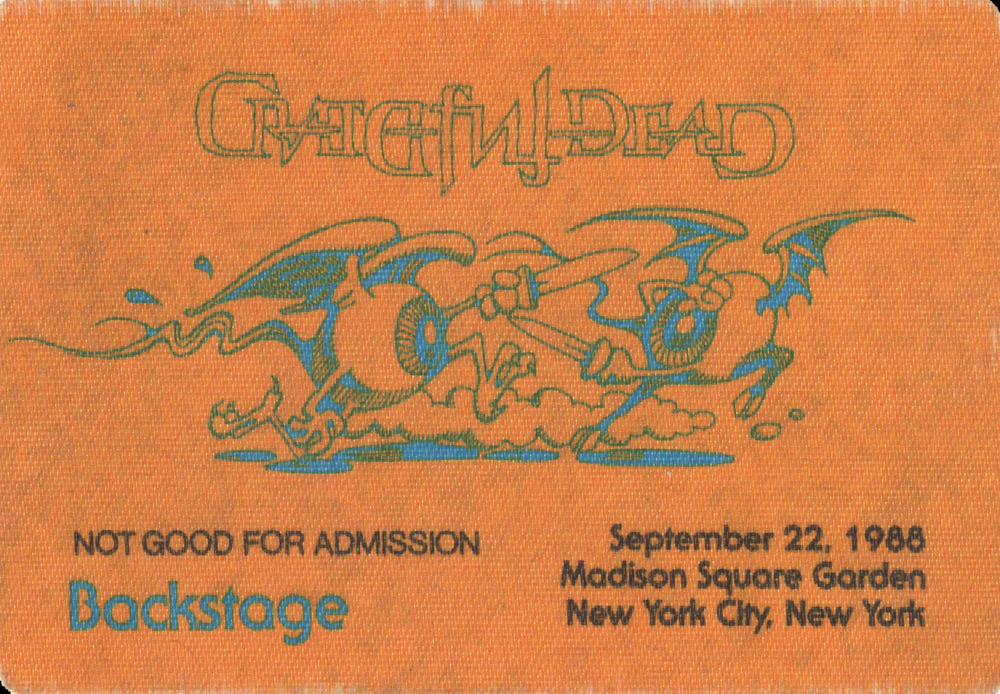 GRATEFUL DEAD
NOT GOOD FOR ADMISSION
Backstage
September 22, 1988
Madison Square Garden
New York City, New York